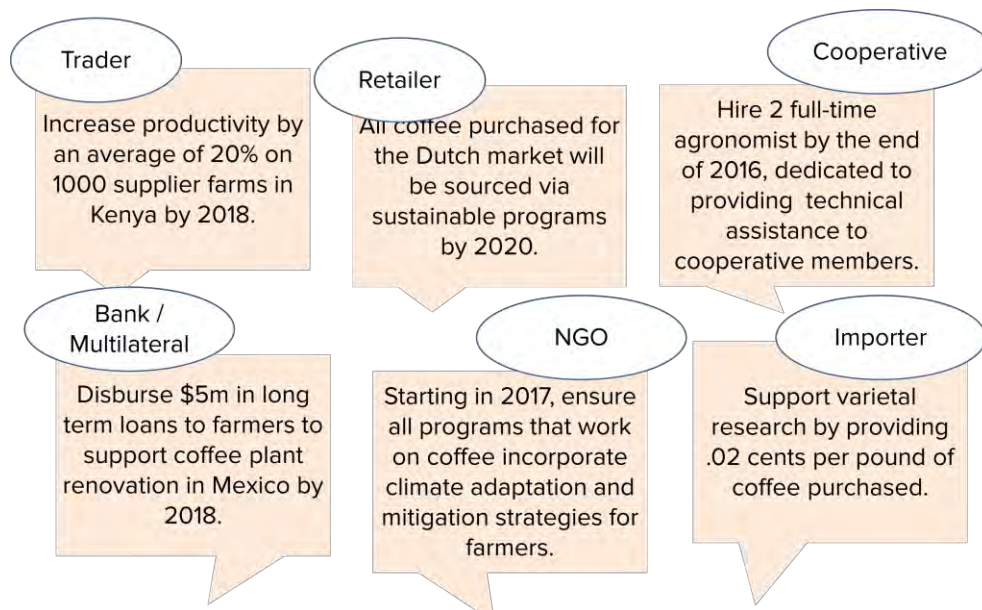 Trader
Increase productivity by
an average of 20% on
1000 supplier farms in
Kenya by 2018.
Retailer
All coffee purchased for
the Dutch market will
be sourced via
sustainable programs
by 2020.
Cooperative
Hire 2 full-time
agronomist by the end
of 2016, dedicated to
providing technical
assistance to
cooperative members.
Bank /
Multilateral
Disburse $5m in long
term loans to farmers to
support coffee plant
renovation in Mexico by
2018.
NGO
Starting in 2017, ensure
all programs that work
on coffee incorporate
climate adaptation and
mitigation strategies for
farmers.
Importer
Support varietal
research by providing
.02 cents per pound of
coffee purchased.